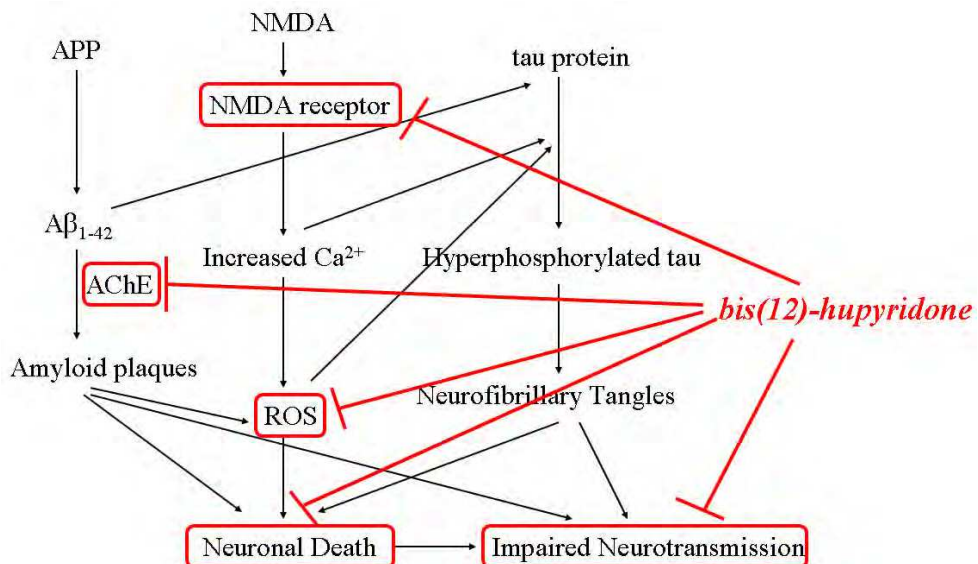 NMDA
APP
tau protein
NMDA receptor
Aβ1-42
Increased Ca2+
Hyperphosphorylated tau
AChE
bis(12)-hupyridone
Amyloid plaques
Neurofibrillary Tangles
ROS
Neuronal Death
Impaired Neurotransmission